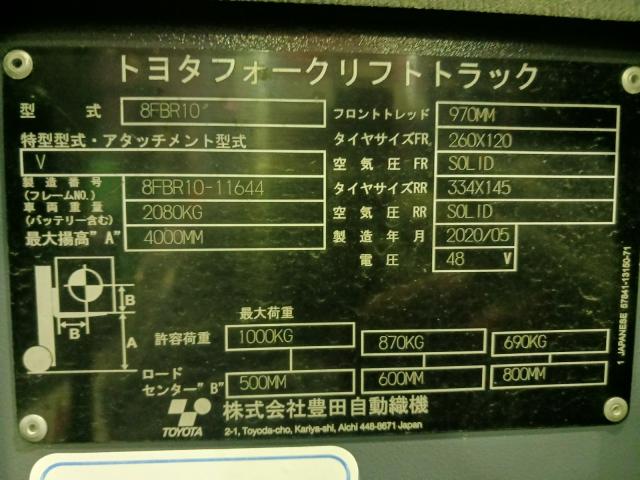 トヨタフォークリフトトラック
型式 8FBR10 フロントトレッド 970MM
特型型式・アタッチメント型式 タイヤサイズFR 260X120
V 空気圧FR SOLID
製造番号
(フレームNO.) 8FBR10-11644 タイヤサイズRR 334X145
車両重量
(バッテリー含む) 2080KG 空気圧RR SOLID
最大揚高"A" 4000MM 製造年月 2020/05
電圧 48 V
B
B
A
最大荷重
許容荷重 1000KG 870KG 690KG
ロード
センター"B" 500MM 600MM 800MM
TOYOTA 株式会社豊田自動織機
2-1, Toyoda-cho, Kariya-shi, Aichi 448-8671 Japan
1 JAPANESE 67641-13150-71